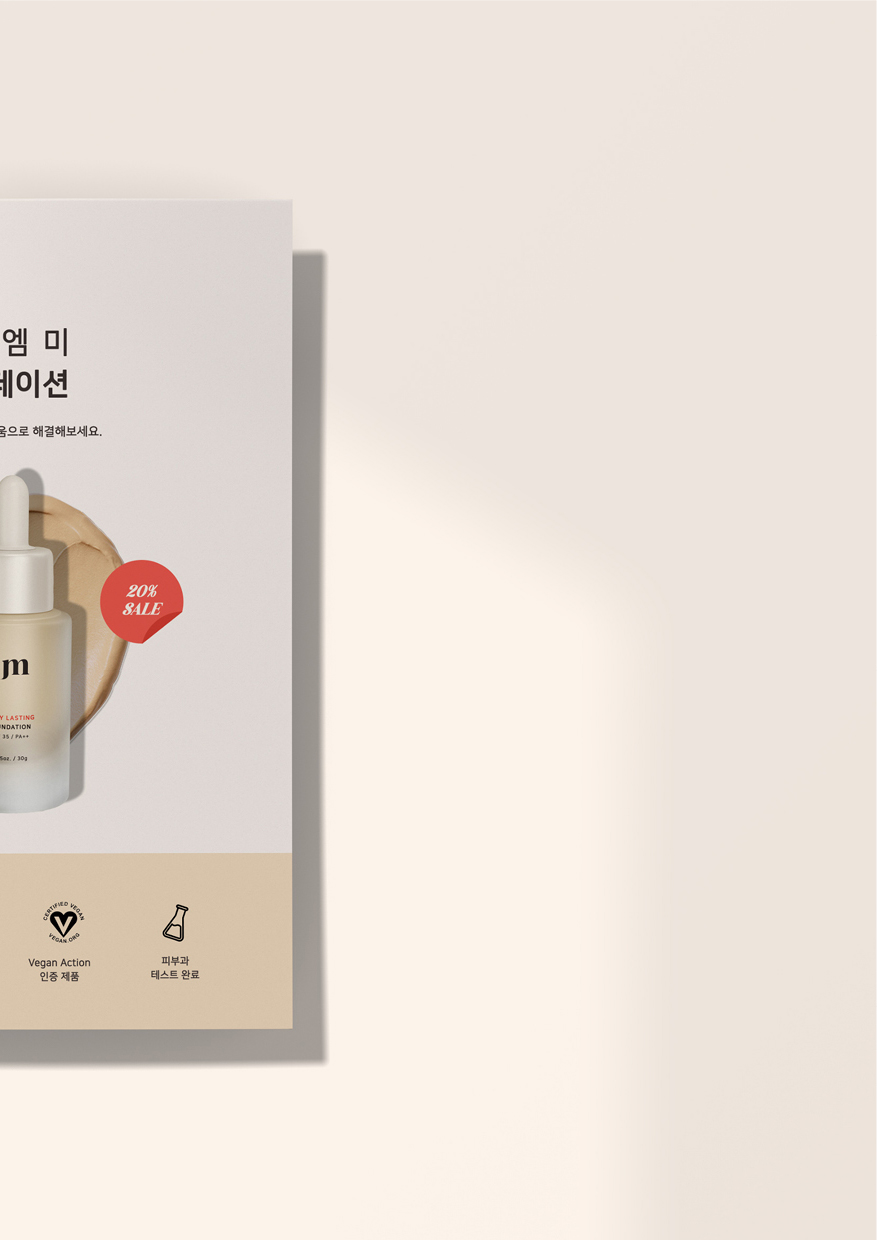 엠 미
데이션
움으로 해결해보세요.
20%
SALE
m
Y LASTING
NDATION
35 / PA++
5oz. / 30g
CERTIFIED VEGAN
VEGAN.ORG
Vegan Action
인증 제품
피부과
테스트 완료